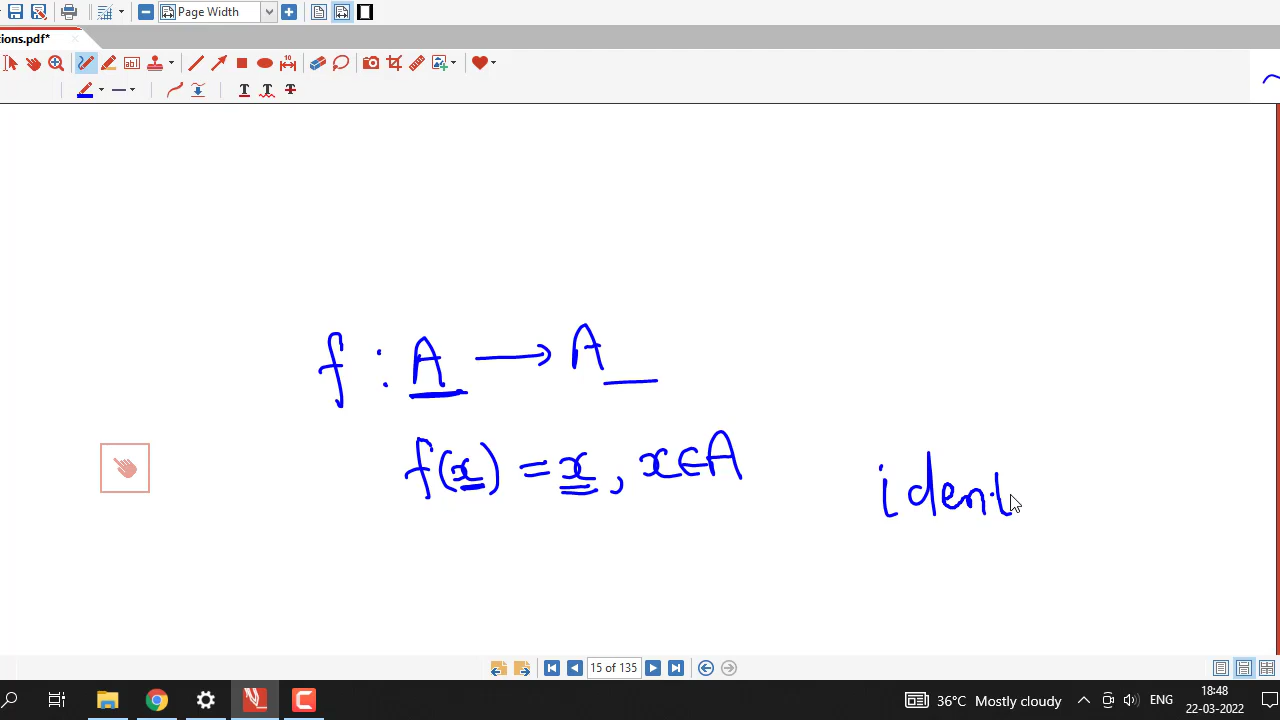 Page Width
ions.pdf*
f : A → A
f(x) = x, x∈A
ident
15 of 135
36°C Mostly cloudy
ENG
18:48
22-03-2022